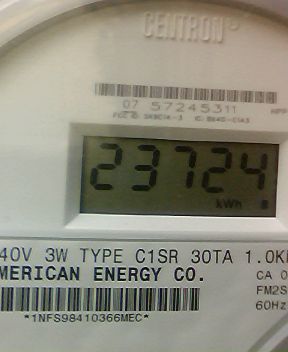 CENTRON®
07 57245311
23724
kWh
40V 3W TYPE C1SR 30TA 1.0K
MERICAN ENERGY CO.
CA 0
FM2S
60Hz
*1NFS98410366MEC*